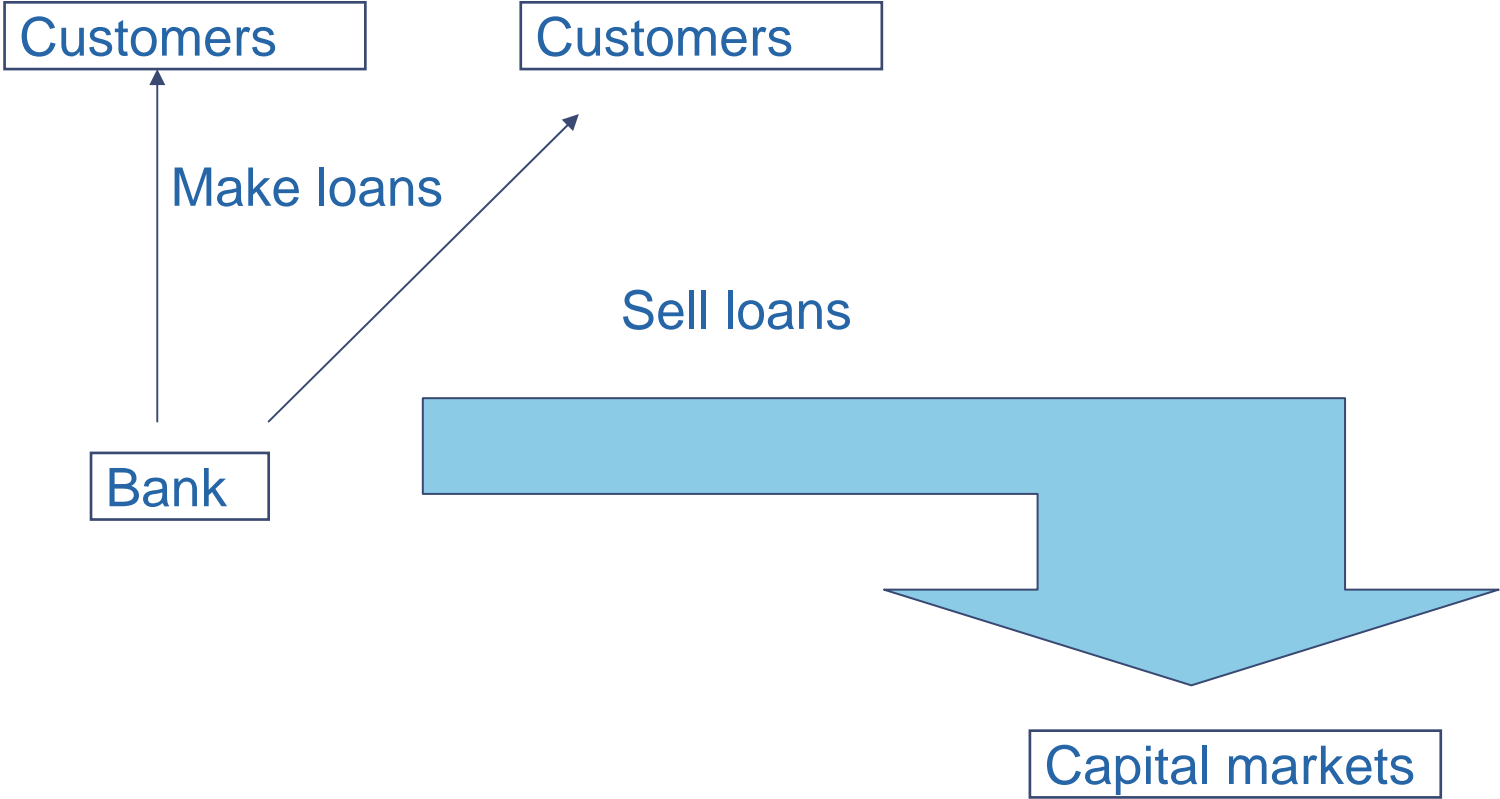 Customers
Customers
Make loans
Sell loans
Bank
Capital markets